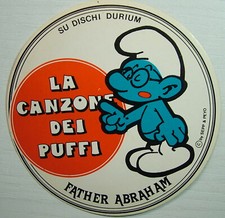 SU DISCHI DURIUM
LA
CANZONE
DEI
PUFFI
FATHER ABRAHAM